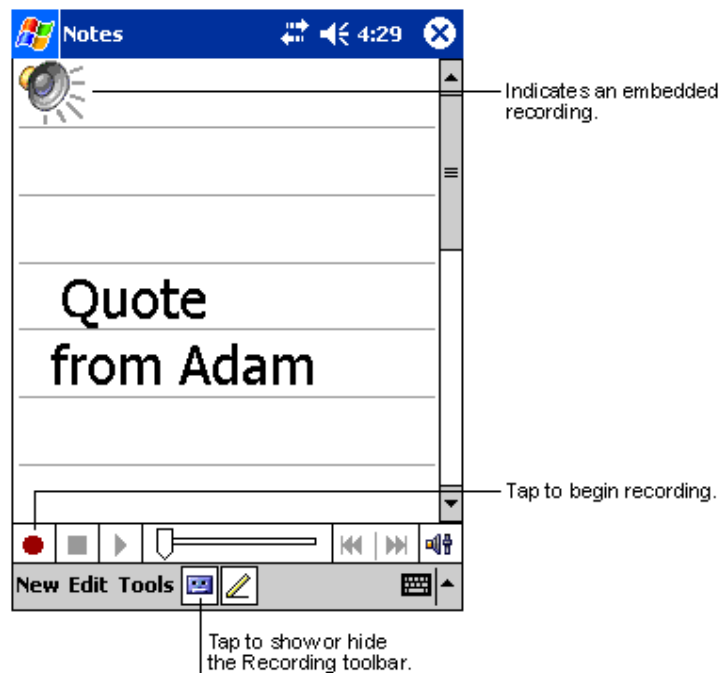 Notes 4:29
Indicates an embedded
recording.
Quote
from Adam
Tap to begin recording.
New Edit Tools
Tap to show or hide
the Recording toolbar.